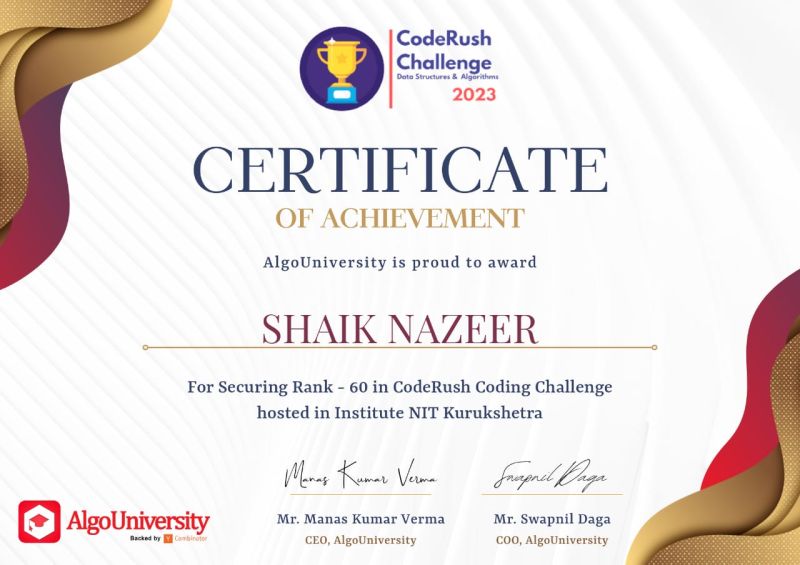 CodeRush
Challenge
Data Structures & Algorithms
2023
CERTIFICATE
OF ACHIEVEMENT
AlgoUniversity is proud to award
SHAIK NAZEER
For Securing Rank - 60 in CodeRush Coding Challenge
hosted in Institute NIT Kurukshetra
Manas Kumar Verma
Swapnil Daga
Mr. Manas Kumar Verma
Mr. Swapnil Daga
CEO, AlgoUniversity
COO, AlgoUniversity
AlgoUniversity
Backed by Y Combinator